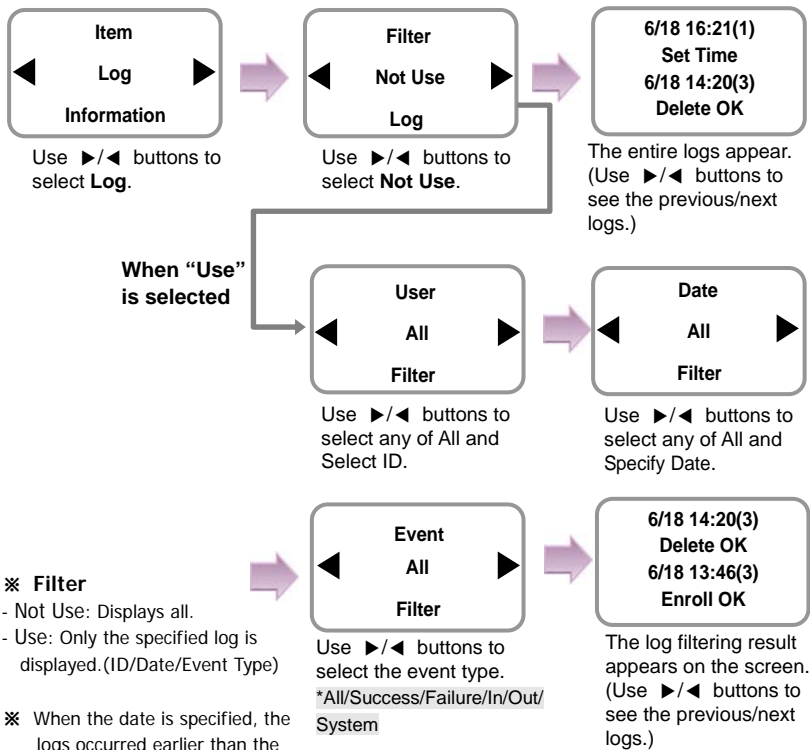 Item
Log
Information
Use ▶/◀ buttons to
select Log.
Filter
Not Use
Log
Use ▶/◀ buttons to
select Not Use.
6/18 16:21(1)
Set Time
6/18 14:20(3)
Delete OK
The entire logs appear.
(Use ▶/◀ buttons to
see the previous/next
logs.)
When “Use”
is selected
User
All
Filter
Use ▶/◀ buttons to
select any of All and
Select ID.
Date
All
Filter
Use ▶/◀ buttons to
select any of All and
Specify Date.
※ Filter
- Not Use: Displays all.
- Use: Only the specified log is
displayed.(ID/Date/Event Type)
※ When the date is specified, the
logs occurred earlier than the
Event
All
Filter
Use ▶/◀ buttons to
select the event type.
*All/Success/Failure/In/Out/
System
6/18 14:20(3)
Delete OK
6/18 13:46(3)
Enroll OK
The log filtering result
appears on the screen.
(Use ▶/◀ buttons to
see the previous/next
logs.)